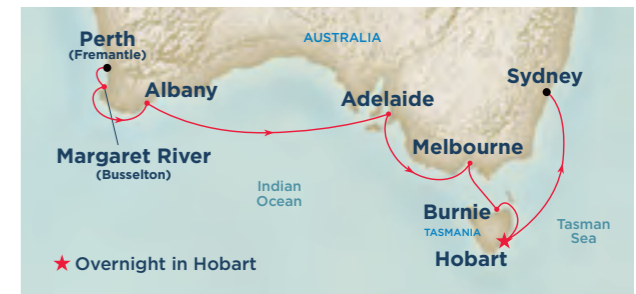 Perth
(Fremantle)
AUSTRALIA
Albany
Sydney
Adelaide
Margaret River
(Busselton)
Melbourne
Indian
Ocean
Burnie
TASMANIA
Tasman
Sea
Hobart
Overnight in Hobart